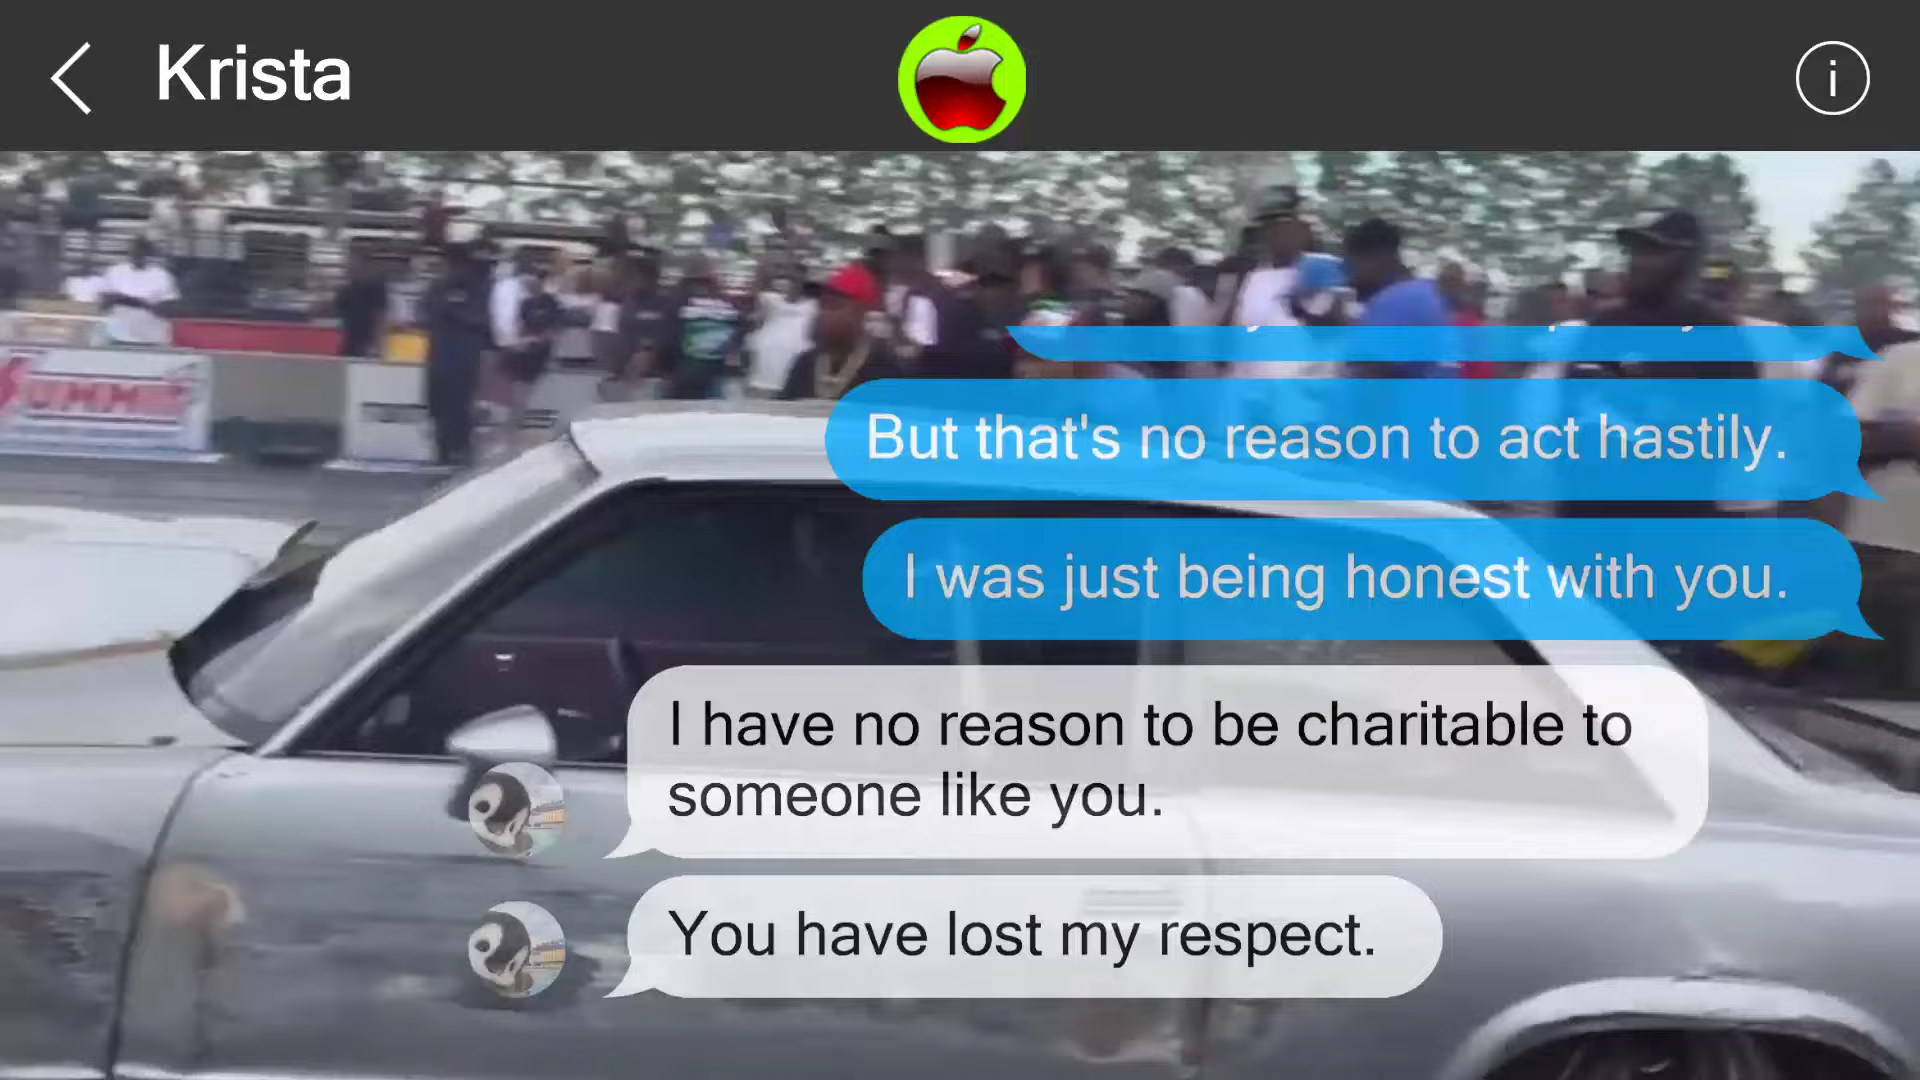 Krista
i
But that's no reason to act hastily.
I was just being honest with you.
I have no reason to be charitable to
someone like you.
You have lost my respect.